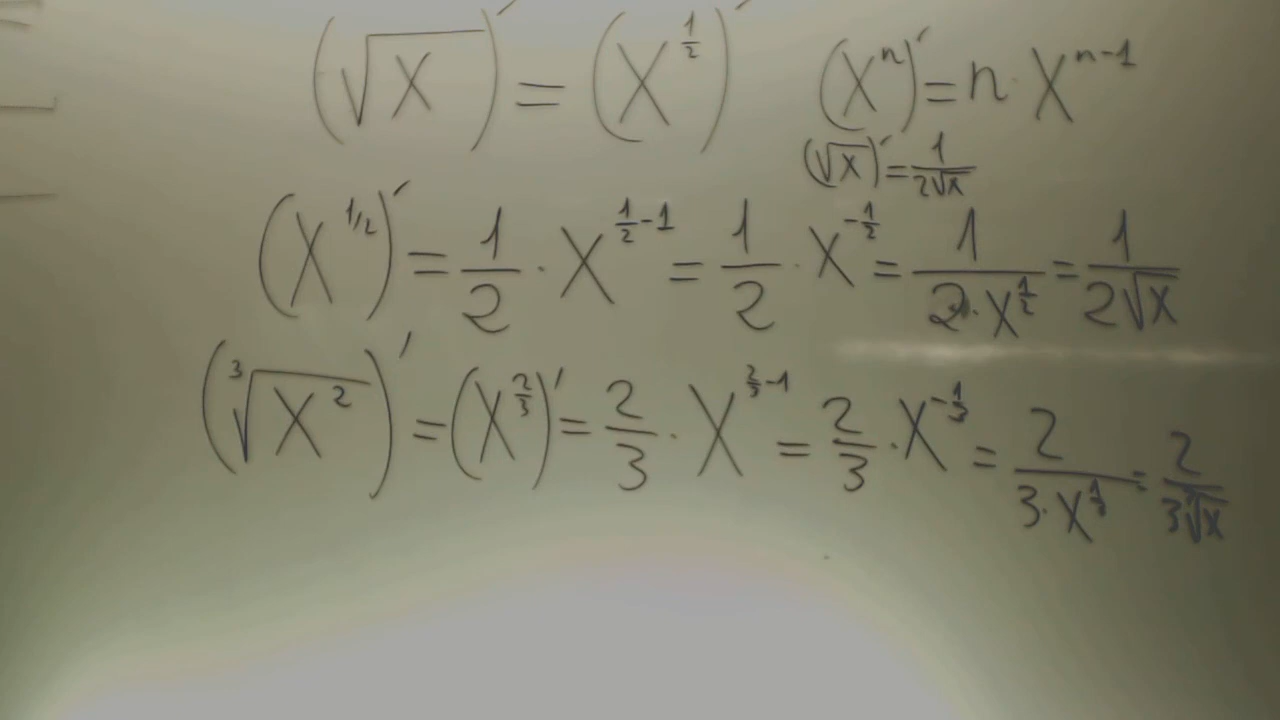 (√x)′ = (x^{1/2})′ (x^n)′ = n · x^{n-1}
(√x)′ = 1/(2√x)
(x^{1/2})′ = 1/2 · x^{1/2-1} = 1/2 · x^{-1/2} = 1/(2·x^{1/2}) = 1/(2√x)
(∛x²)′ = (x^{2/3})′ = 2/3 · x^{2/3-1} = 2/3 · x^{-1/3} = 2/(3·x^{1/3}) = 2/(3∛x)